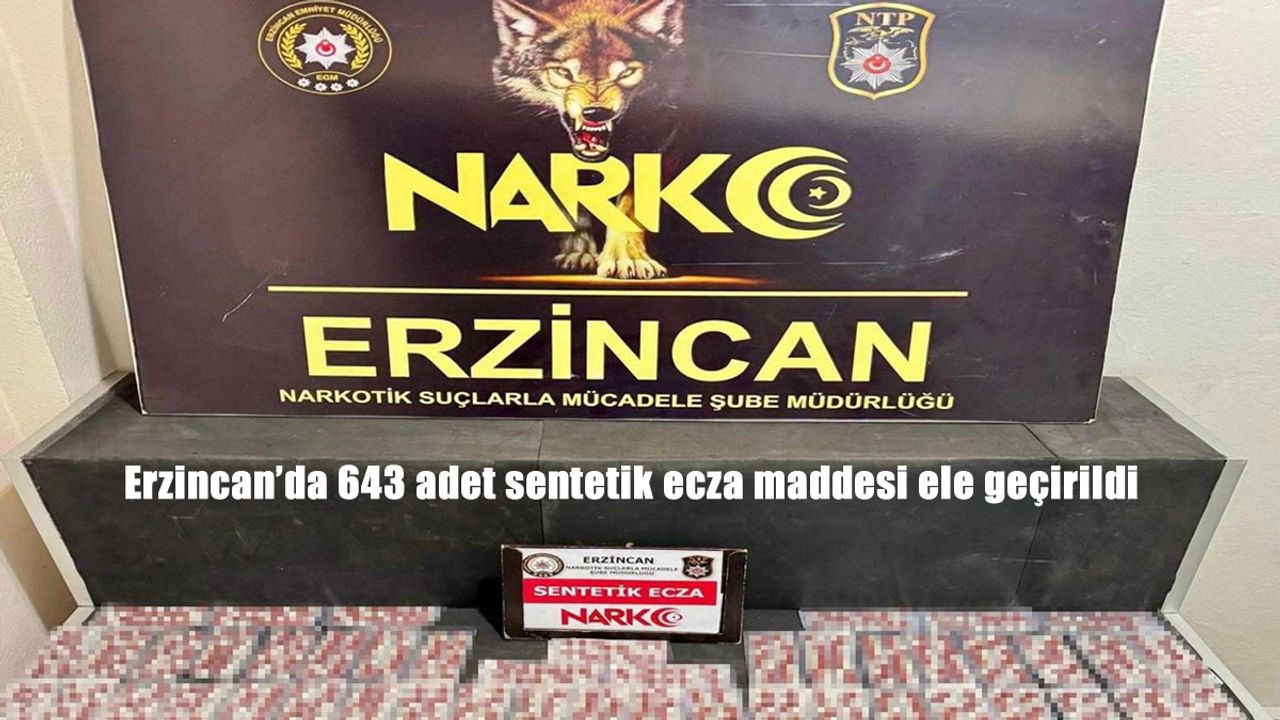 ERZİNCAN EMNİYET MÜDÜRLÜĞÜ
EGM
NTP
NARKO
ERZİNCAN
NARKOTİK SUÇLARLA MÜCADELE ŞUBE MÜDÜRLÜĞÜ
Erzincan’da 643 adet sentetik ecza maddesi ele geçirildi
ERZİNCAN
NARKOTİK SUÇLARLA MÜCADELE
ŞUBE MÜDÜRLÜĞÜ
SENTETİK ECZA
NARKO